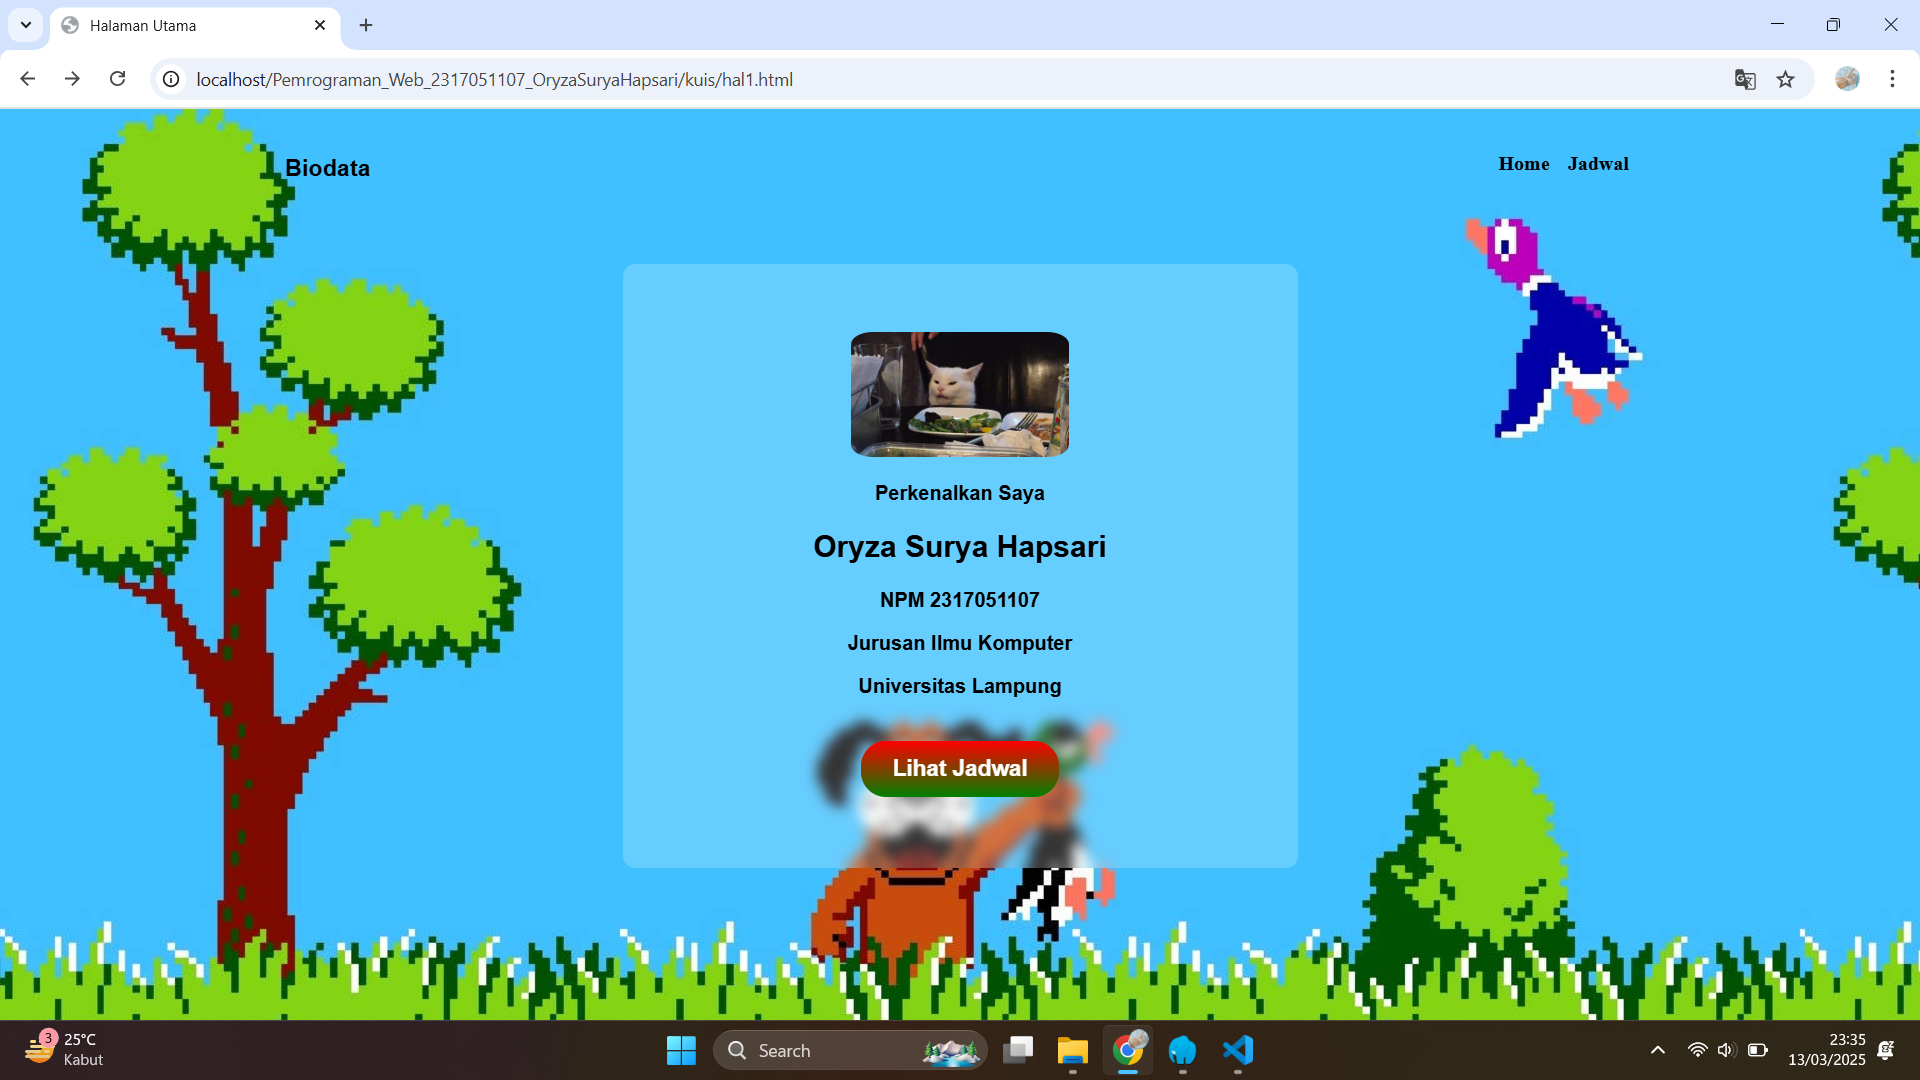 Halaman Utama
localhost/Pemrograman_Web_2317051107_OryzaSuryaHapsari/kuis/hal1.html
Biodata
Home Jadwal
Perkenalkan Saya
Oryza Surya Hapsari
NPM 2317051107
Jurusan Ilmu Komputer
Universitas Lampung
Lihat Jadwal
3
25°C
Kabut
Search
23:35
13/03/2025